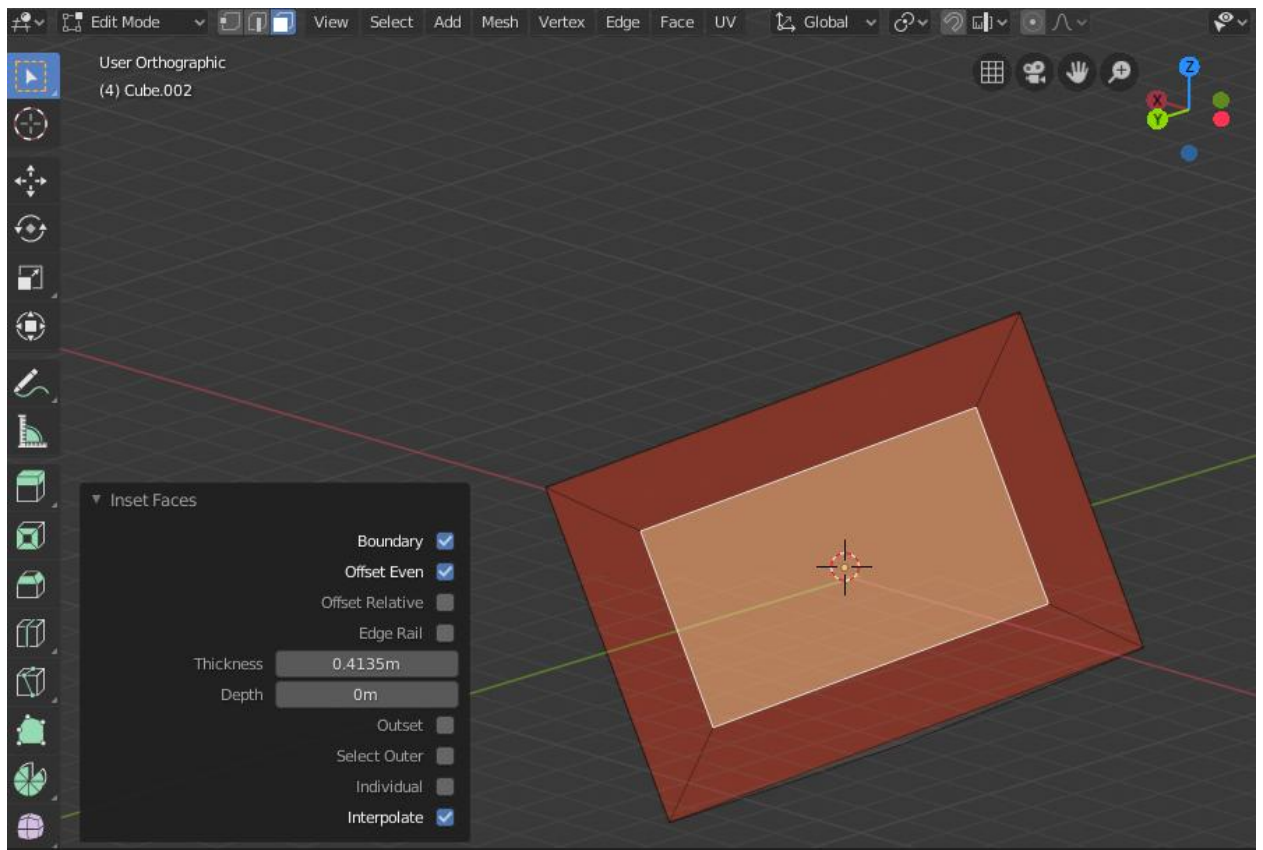 Edit Mode View Select Add Mesh Vertex Edge Face UV Global
User Orthographic
(4) Cube.002
Z
X
Y
Inset Faces
Boundary
Offset Even
Offset Relative
Edge Rail
Thickness 0.4135m
Depth 0m
Outset
Select Outer
Individual
Interpolate